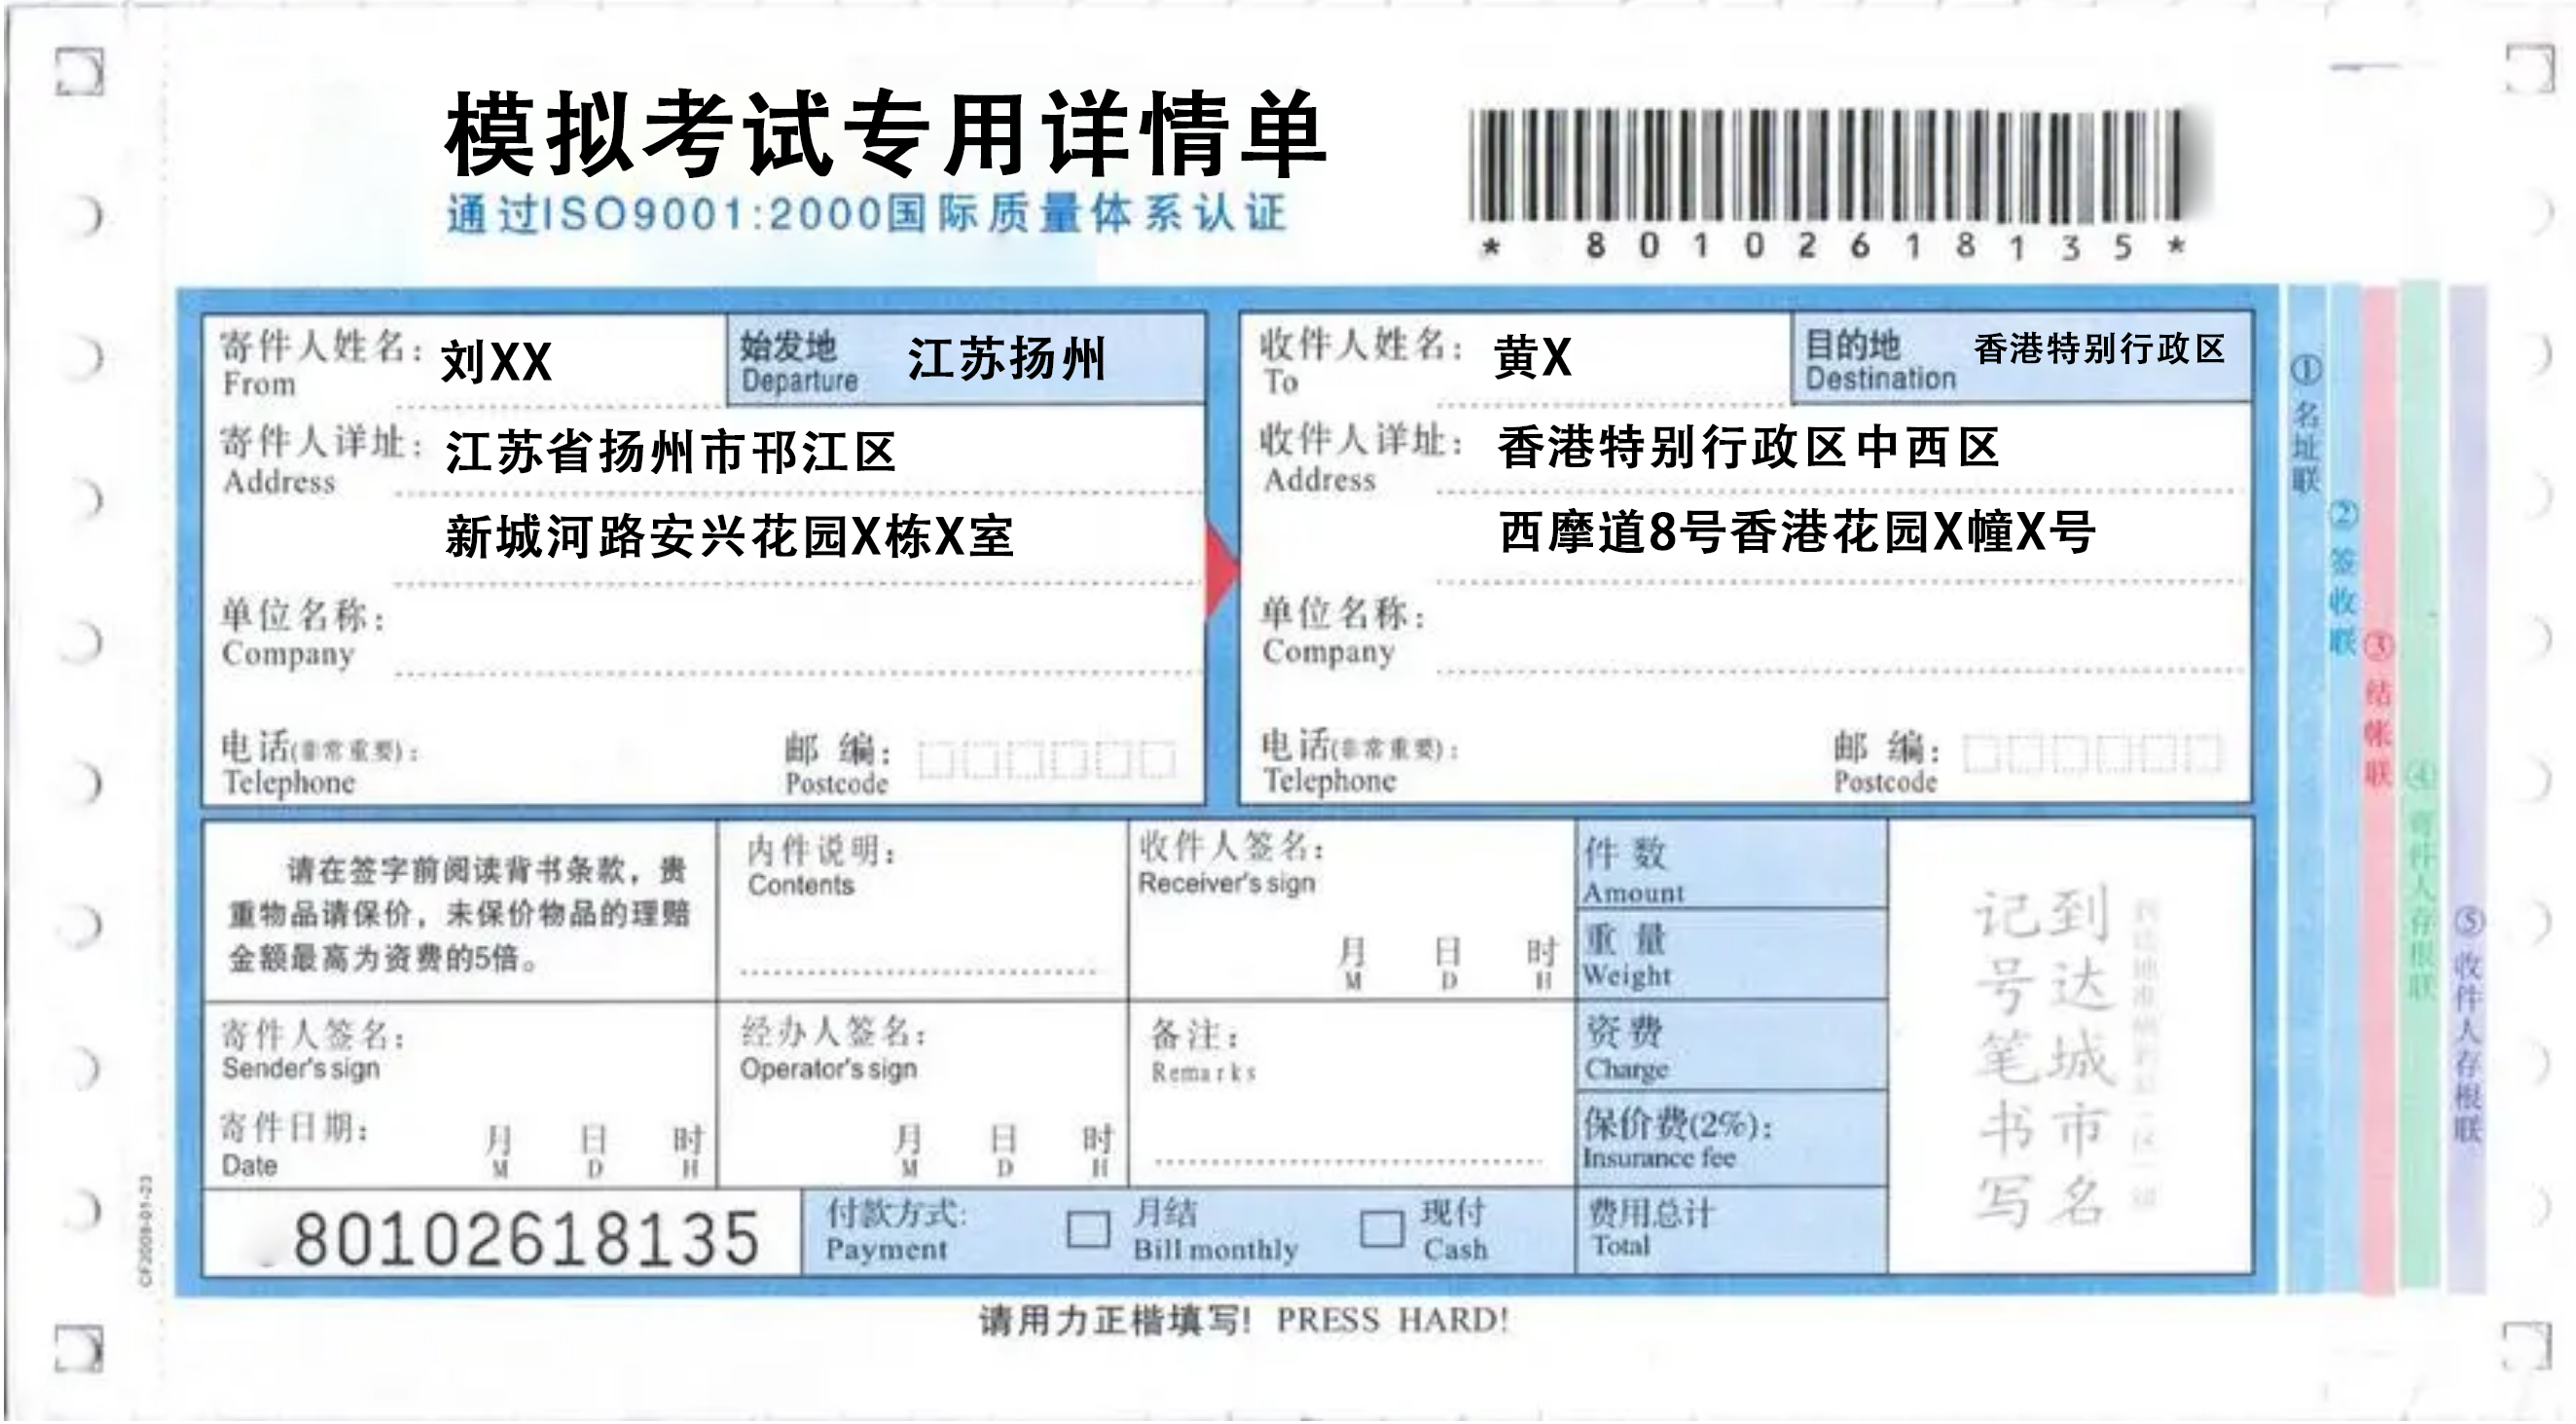 模拟考试专用详情单
通过ISO9001:2000国际质量体系认证
* 80102618135*
寄件人姓名: 刘XX
From
始发地 江苏扬州
Departure
收件人姓名: 黄X
To
目的地 香港特别行政区
Destination
寄件人详址: 江苏省扬州市邗江区
Address
新城河路安兴花园X栋X室
收件人详址: 香港特别行政区中西区
Address
西摩道8号香港花园X幢X号
单位名称:
Company
单位名称:
Company
电话(非常重要):
Telephone
邮 编:
Postcode
电话(非常重要):
Telephone
邮 编:
Postcode
请在签字前阅读背书条款，贵
重物品请保价，未保价物品的理赔
金额最高为资费的5倍。
内件说明:
Contents
收件人签名:
Receiver's sign
月 日 时
M D H
件 数
Amount
重 量
Weight
寄件人签名:
Sender's sign
寄件日期:
Date
月 日 时
M D H
经办人签名:
Operator's sign
月 日 时
M D H
备注:
Remarks
资 费
Charge
保价费(2%):
Insurance fee
80102618135
付款方式:
Payment
月结
Bill monthly
现付
Cash
费用总计
Total
到达城市名
记号笔书写
①名址联
②签收联
③结帐联
④寄件人存根联
⑤收件人存根联
CF2009-01-23
请用力正楷填写! PRESS HARD!